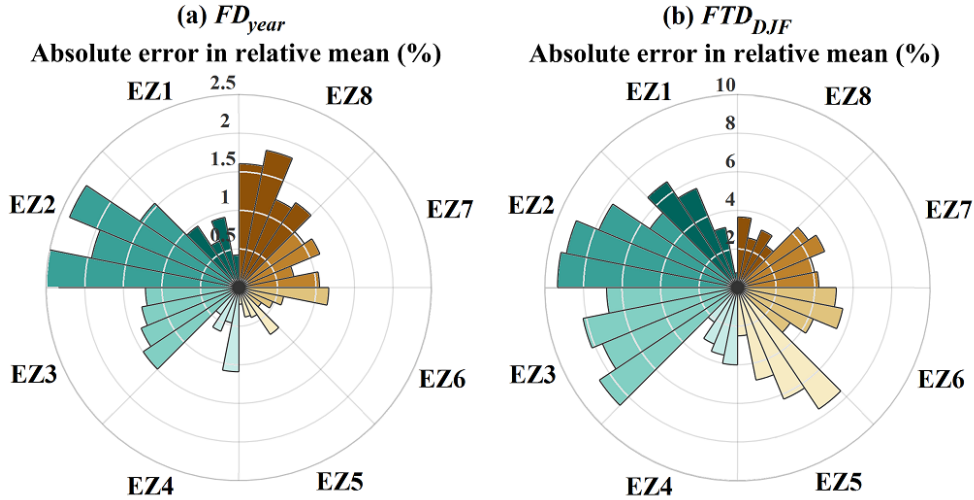 (a) FD_year
Absolute error in relative mean (%)
2.5
2
1.5
1
0.5
EZ1
EZ8
EZ2
EZ7
EZ3
EZ6
EZ4
EZ5
(b) FTD_DJF
Absolute error in relative mean (%)
10
8
6
4
2
EZ1
EZ8
EZ2
EZ7
EZ3
EZ6
EZ4
EZ5